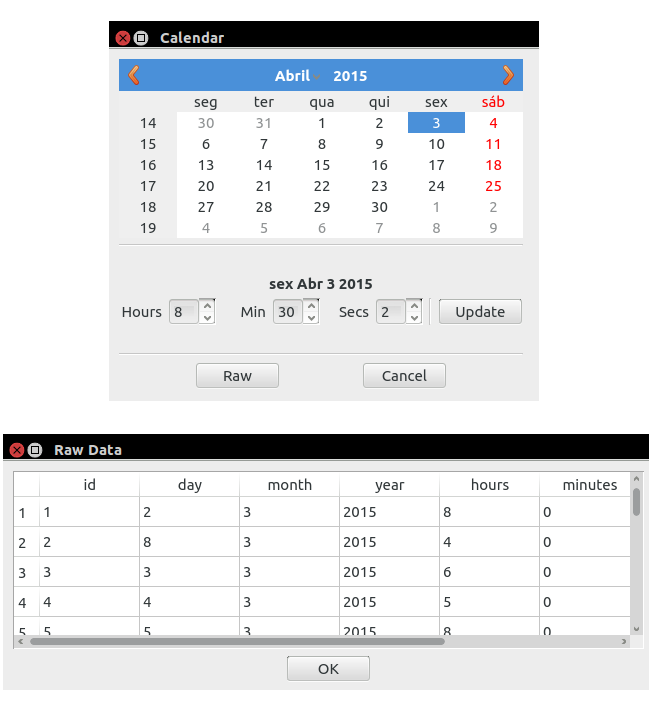 Calendar
Abril 2015
seg ter qua qui sex sáb
14 30 31 1 2 3 4
15 6 7 8 9 10 11
16 13 14 15 16 17 18
17 20 21 22 23 24 25
18 27 28 29 30 1 2
19 4 5 6 7 8 9
sex Abr 3 2015
Hours 8 Min 30 Secs 2 Update
Raw Cancel
Raw Data
id day month year hours minutes
1 1 2 3 2015 8 0
2 2 8 3 2015 4 0
3 3 3 3 2015 6 0
4 4 4 3 2015 5 0
5 5 5 3 2015 8 0
OK